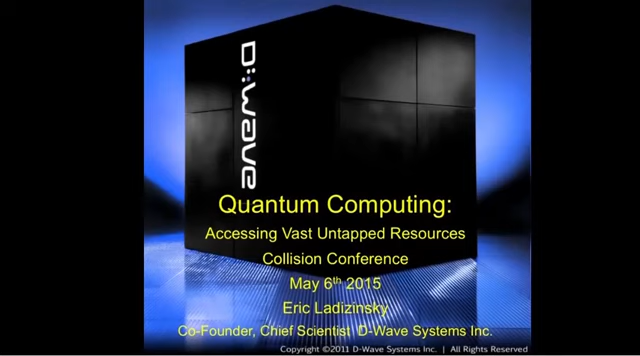 D:wave
Quantum Computing:
Accessing Vast Untapped Resources
Collision Conference
May 6th 2015
Eric Ladizinsky
Co-Founder, Chief Scientist D-Wave Systems Inc.
Copyright ©2011 D-Wave Systems Inc. | All Rights Reserved